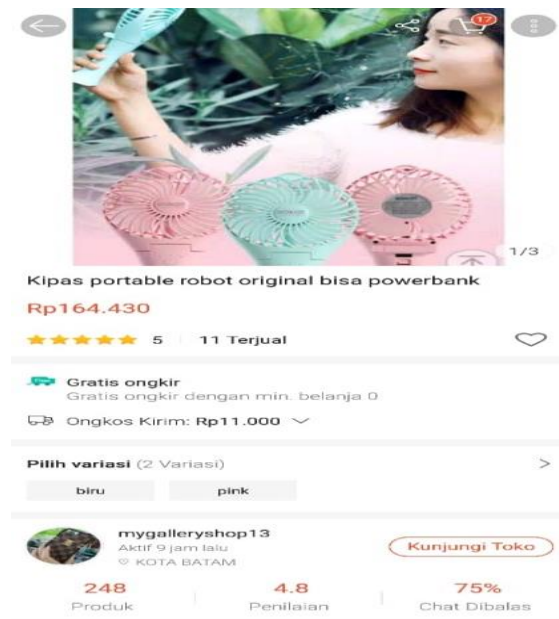 17
1/3
Kipas portable robot original bisa powerbank
Rp164.430
5 11 Terjual
Gratis ongkir
Gratis ongkir dengan min. belanja 0
Ongkos Kirim: Rp11.000
Pilih variasi (2 Variasi)
biru pink
mygalleryshop13
Aktif 9 jam lalu
KOTA BATAM
Kunjungi Toko
248 4.8 75%
Produk Penilaian Chat Dibalas